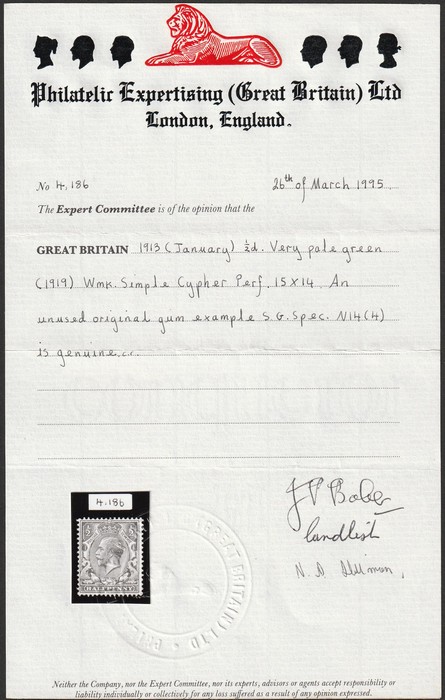 Philatelic Expertising (Great Britain) Ltd
London, England.
No 4,186 26th of March 1995
The Expert Committee is of the opinion that the
GREAT BRITAIN 1913 (January) ½d. Very pale green
(1919) Wmk. Simple Cypher Perf. 15X14. An
unused original gum example S.G. Spec. N14(4)
is genuine.
4.186
HALFPENNY
(GREAT BRITAIN) LTD
Neither the Company, nor the Expert Committee, nor its experts, advisors or agents accept responsibility or
liability individually or collectively for any loss suffered as a result of any opinion expressed.